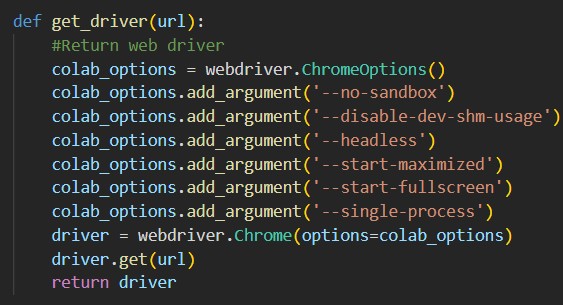 def get_driver(url):
    #Return web driver
    colab_options = webdriver.ChromeOptions()
    colab_options.add_argument('--no-sandbox')
    colab_options.add_argument('--disable-dev-shm-usage')
    colab_options.add_argument('--headless')
    colab_options.add_argument('--start-maximized')
    colab_options.add_argument('--start-fullscreen')
    colab_options.add_argument('--single-process')
    driver = webdriver.Chrome(options=colab_options)
    driver.get(url)
    return driver